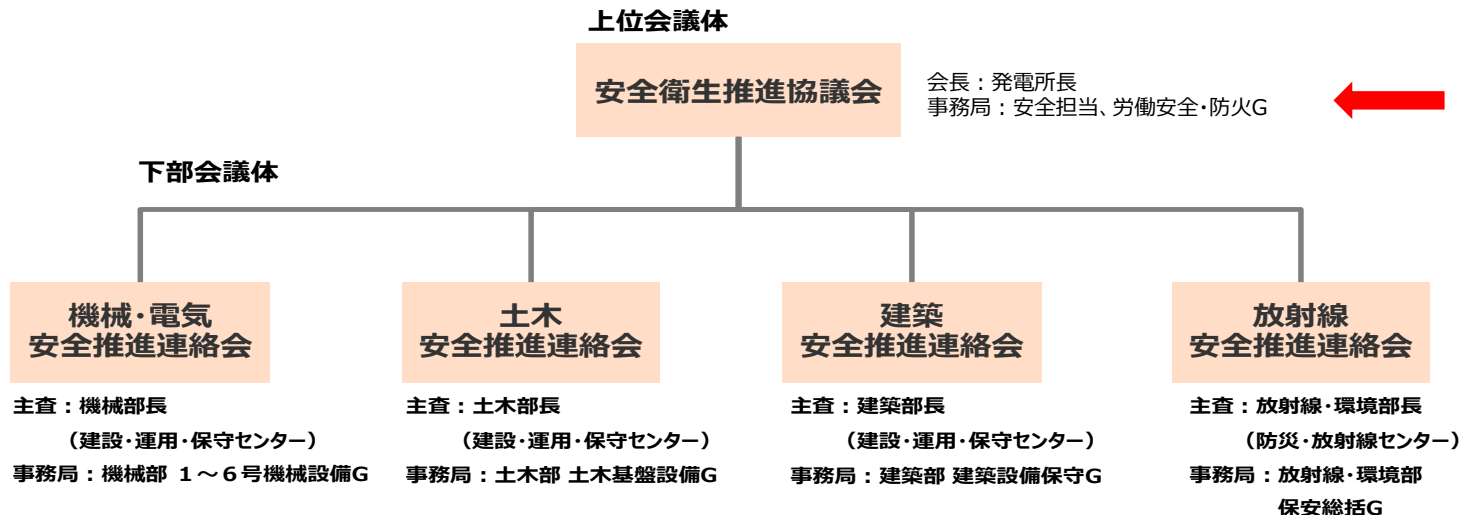 上位会議体
安全衛生推進協議会
会長：発電所長
事務局：安全担当、労働安全・防火G
下部会議体
機械・電気
安全推進連絡会
主査：機械部長
（建設・運用・保守センター）
事務局：機械部 １～６号機械設備G
土木
安全推進連絡会
主査：土木部長
（建設・運用・保守センター）
事務局：土木部 土木基盤設備G
建築
安全推進連絡会
主査：建築部長
（建設・運用・保守センター）
事務局：建築部 建築設備保守G
放射線
安全推進連絡会
主査：放射線・環境部長
（防災・放射線センター）
事務局：放射線・環境部
保安総括G